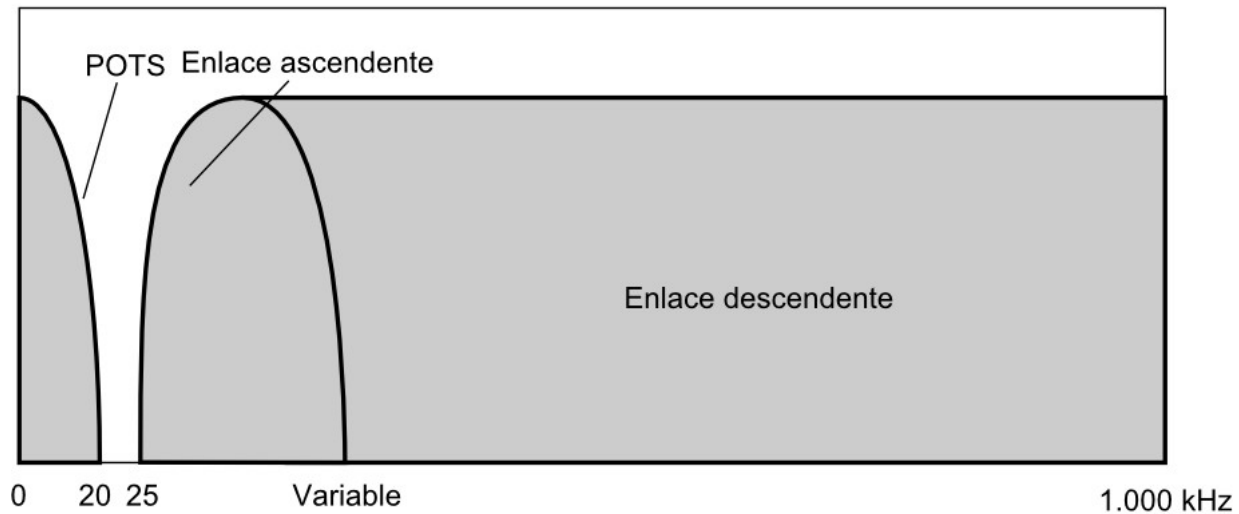 POTS Enlace ascendente
Enlace descendente
0 20 25 Variable 1.000 kHz